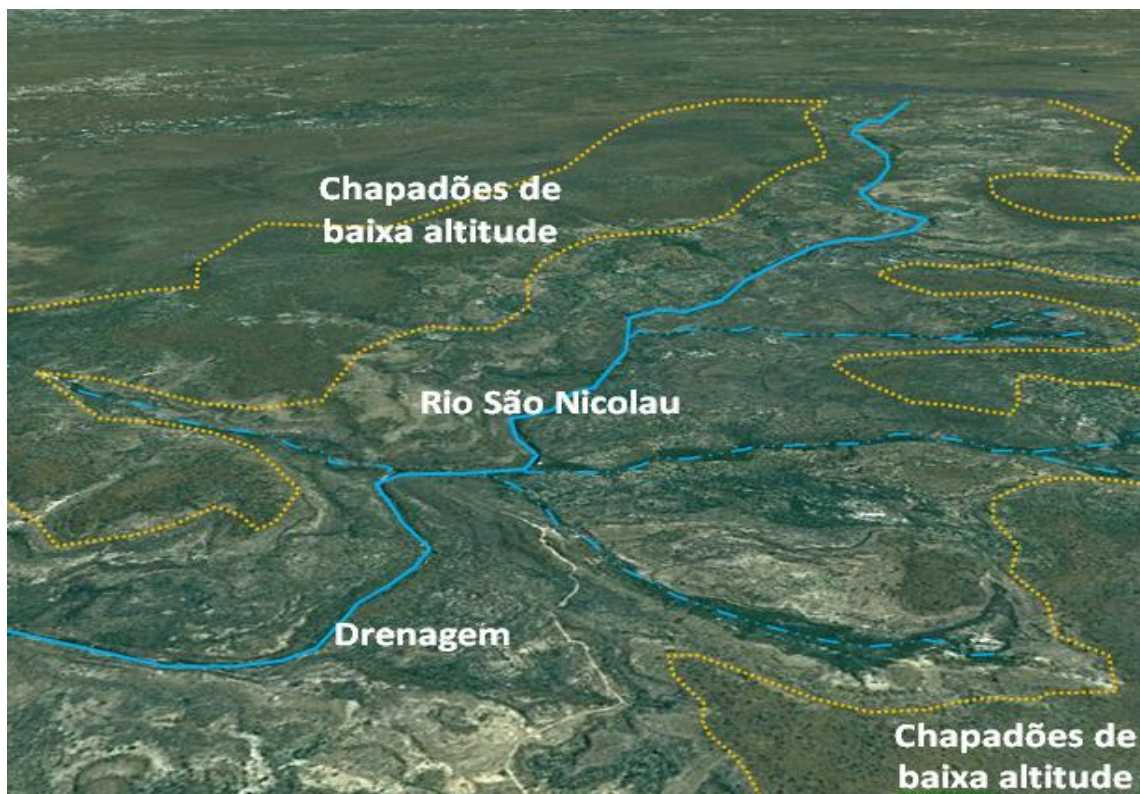 Chapadões de
baixa altitude
Rio São Nicolau
Drenagem
Chapadões de
baixa altitude